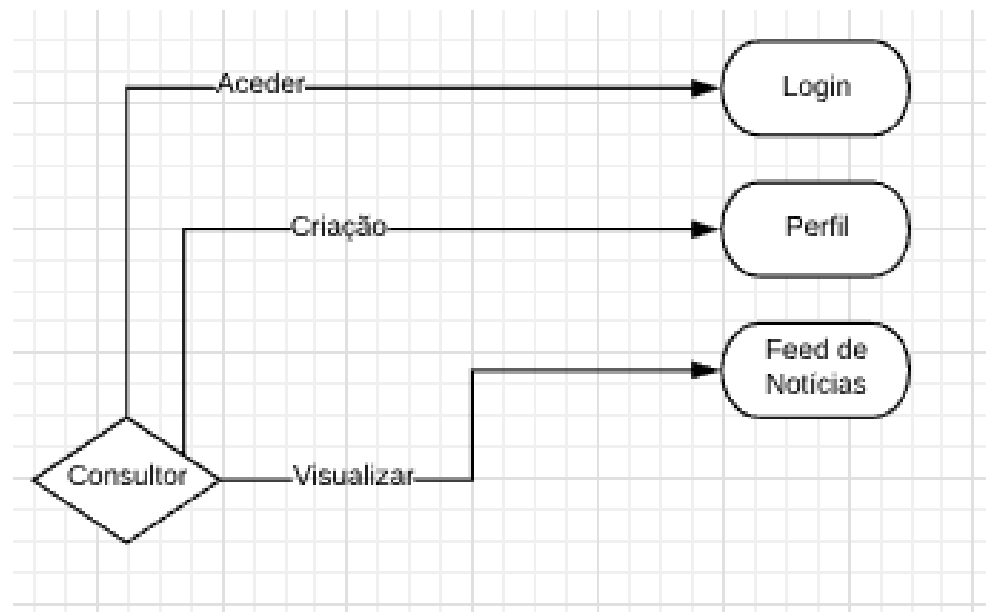 Aceder
Login
Criação
Perfil
Feed de
Notícias
Consultor
Visualizar